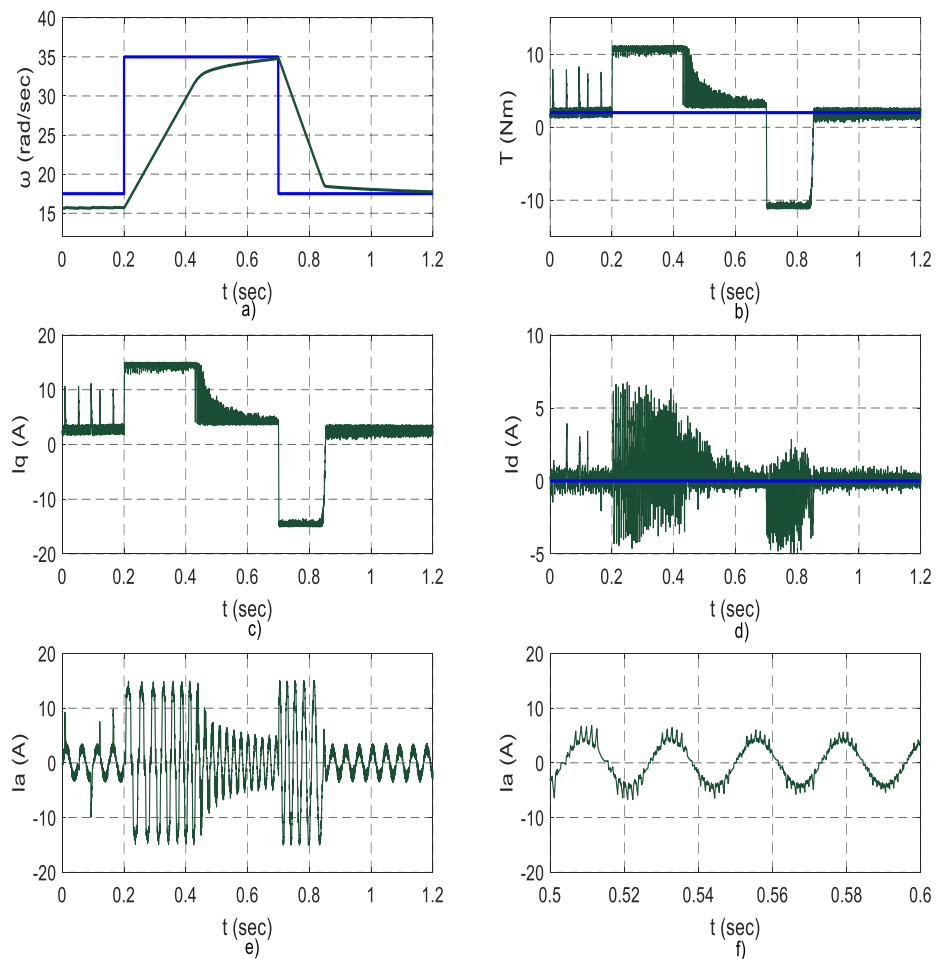 40
35
30
25
20
15
ω (rad/sec)
0 0.2 0.4 0.6 0.8 1 1.2
t (sec)
a)
10
0
-10
T (Nm)
0 0.2 0.4 0.6 0.8 1 1.2
t (sec)
b)
20
10
0
-10
-20
Iq (A)
0 0.2 0.4 0.6 0.8 1 1.2
t (sec)
c)
10
5
0
-5
Id (A)
0 0.2 0.4 0.6 0.8 1 1.2
t (sec)
d)
20
10
0
-10
-20
Ia (A)
0 0.2 0.4 0.6 0.8 1 1.2
t (sec)
e)
20
10
0
-10
-20
Ia (A)
0.5 0.52 0.54 0.56 0.58 0.6
t (sec)
f)